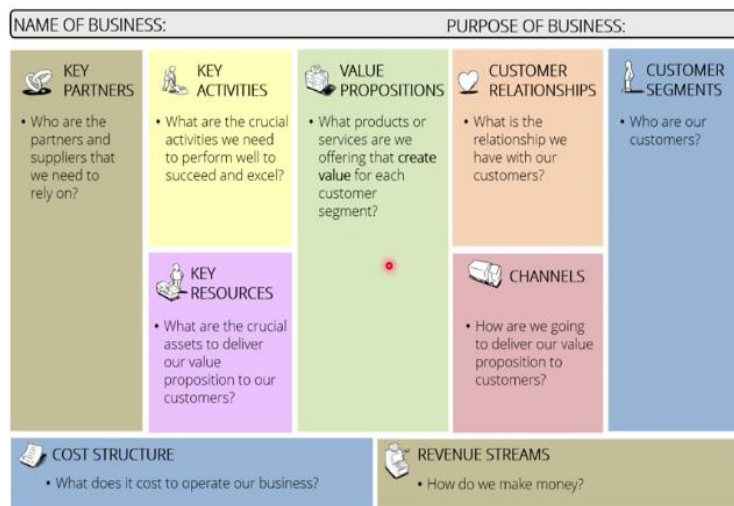 NAME OF BUSINESS:
PURPOSE OF BUSINESS:
KEY
PARTNERS
• Who are the
partners and
suppliers that
we need to
rely on?
KEY
ACTIVITIES
• What are the crucial
activities we need
to perform well to
succeed and excel?
KEY
RESOURCES
• What are the crucial
assets to deliver
our value
proposition to our
customers?
VALUE
PROPOSITIONS
• What products or
services are we
offering that create
value for each
customer
segment?
CUSTOMER
RELATIONSHIPS
• What is the
relationship we
have with our
customers?
CHANNELS
• How are we going
to deliver our value
proposition to
customers?
CUSTOMER
SEGMENTS
• Who are our
customers?
COST STRUCTURE
• What does it cost to operate our business?
REVENUE STREAMS
• How do we make money?